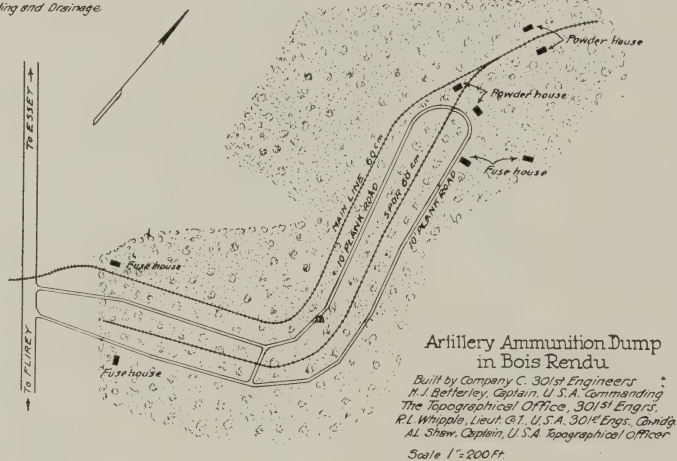 ing and Drainage
Powder House
Powder house
Fuse house
TO ESSEY →
MAIN LINE 60 cm
10' PLANK ROAD
SPUR 60 cm
10' PLANK ROAD
Fuse house
Fuse house
← TO FLIREY
Artillery Ammunition Dump
in Bois Rendu
Built by Company C. 301st Engineers
H.J. Betterley, Captain, U.S.A. Commanding
The Topographical Office, 301st Engrs.
R.L. Whipple, Lieut. Col., U.S.A. 301st Engs., Comdg.
A.L. Shaw, Captain, U.S.A. Topographical Officer
Scale 1"=200 Ft.